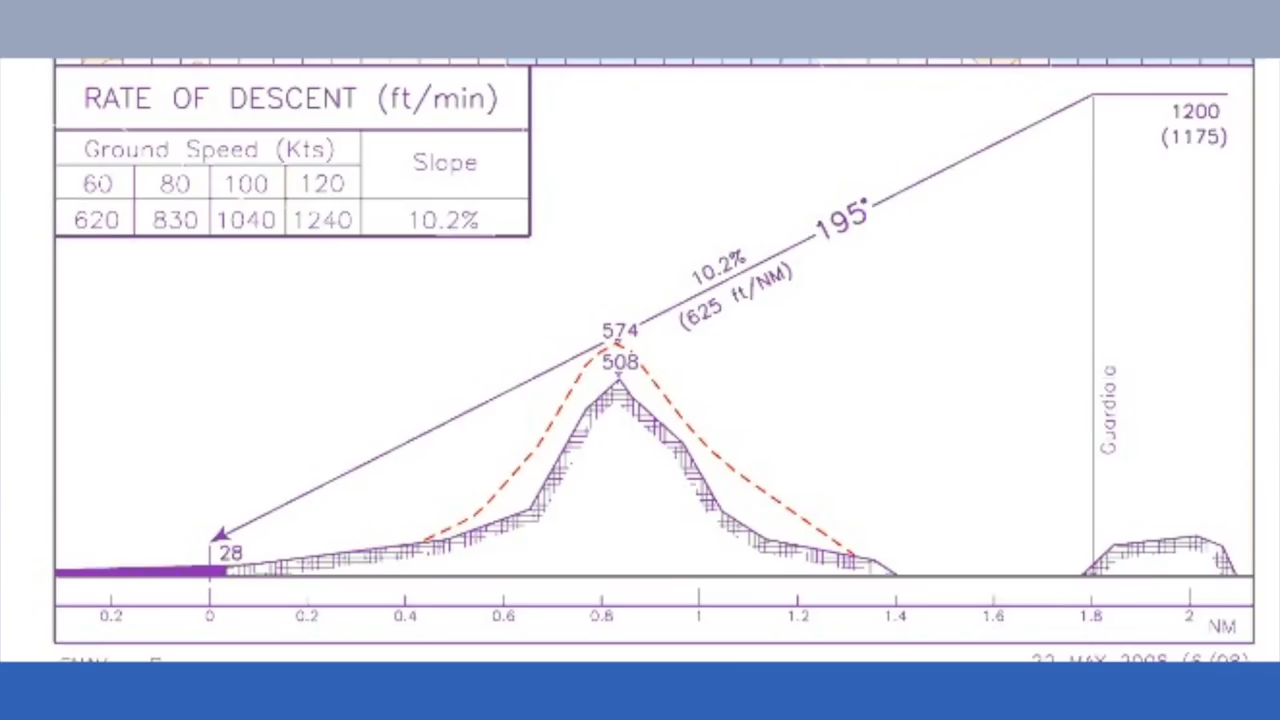 RATE OF DESCENT (ft/min)
Ground Speed (Kts)
Slope
60 80 100 120
620 830 1040 1240 10.2%
1200
(1175)
195°
10.2%
(625 ft/NM)
574
508
Guardiola
28
0.2 0 0.2 0.4 0.6 0.8 1 1.2 1.4 1.6 1.8 2
NM